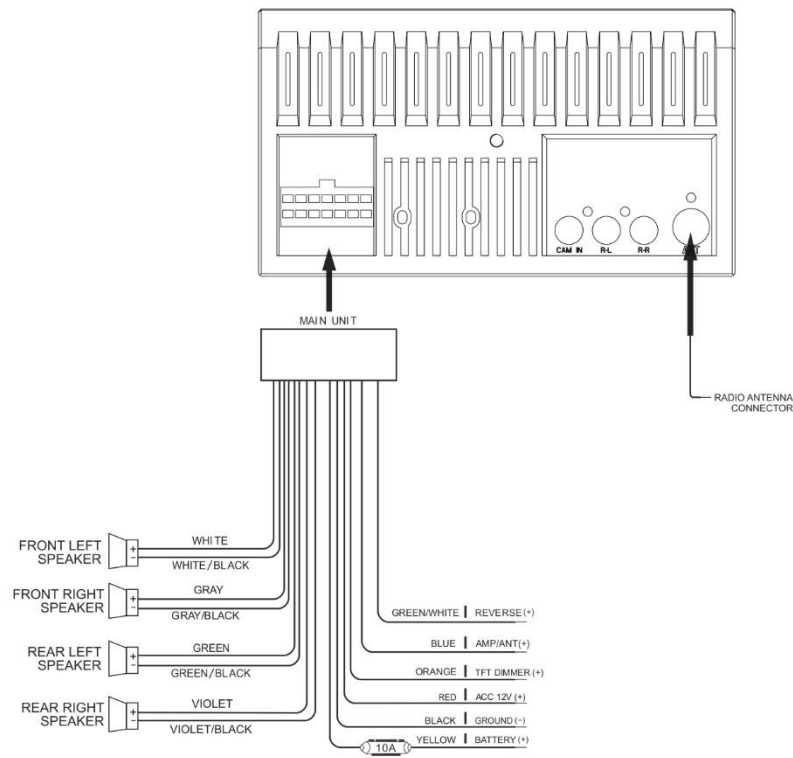 CAM IN R-L R-R ANT
MAIN UNIT
RADIO ANTENNA
CONNECTOR
FRONT LEFT
SPEAKER
+
−
WHITE
WHITE/BLACK
FRONT RIGHT
SPEAKER
+
−
GRAY
GRAY/BLACK
REAR LEFT
SPEAKER
+
−
GREEN
GREEN/BLACK
REAR RIGHT
SPEAKER
+
−
VIOLET
VIOLET/BLACK
GREEN/WHITE | REVERSE (+)
BLUE | AMP/ANT(+)
ORANGE | TFT DIMMER (+)
RED | ACC 12V (+)
BLACK | GROUND (−)
10A YELLOW | BATTERY (+)